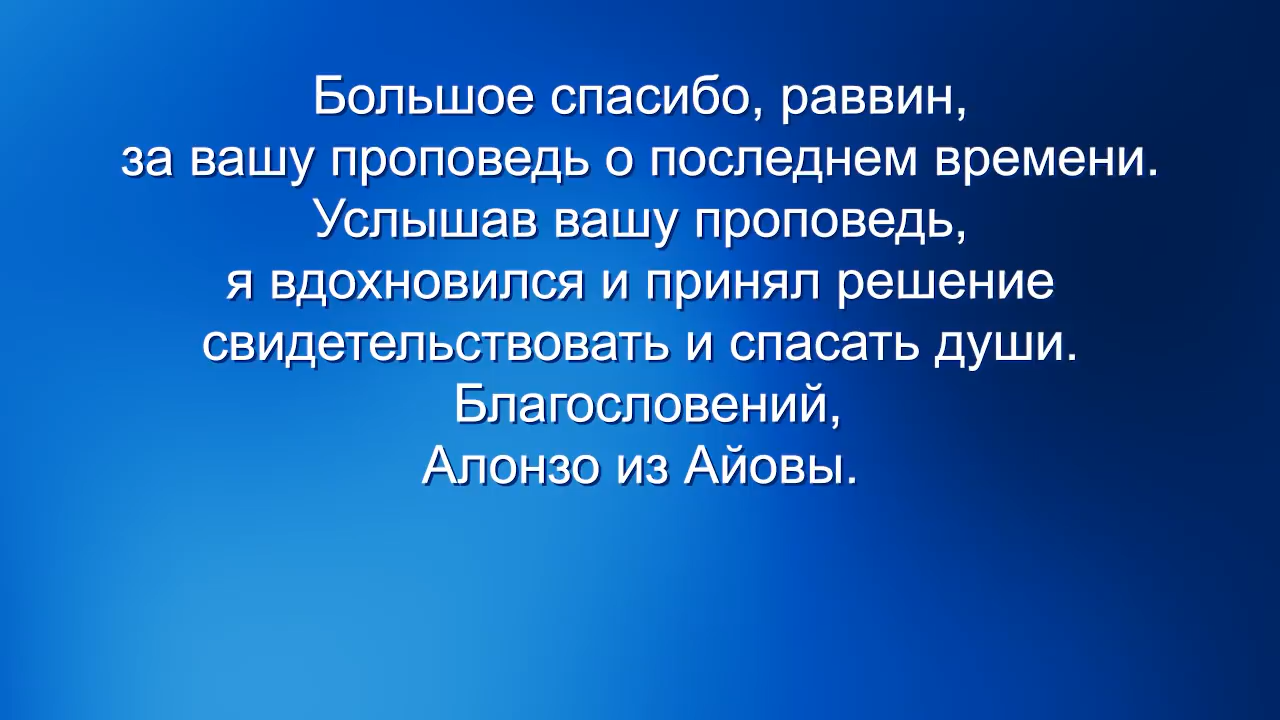 Большое спасибо, раввин,
за вашу проповедь о последнем времени.
Услышав вашу проповедь,
я вдохновился и принял решение
свидетельствовать и спасать души.
Благословений,
Алонзо из Айовы.